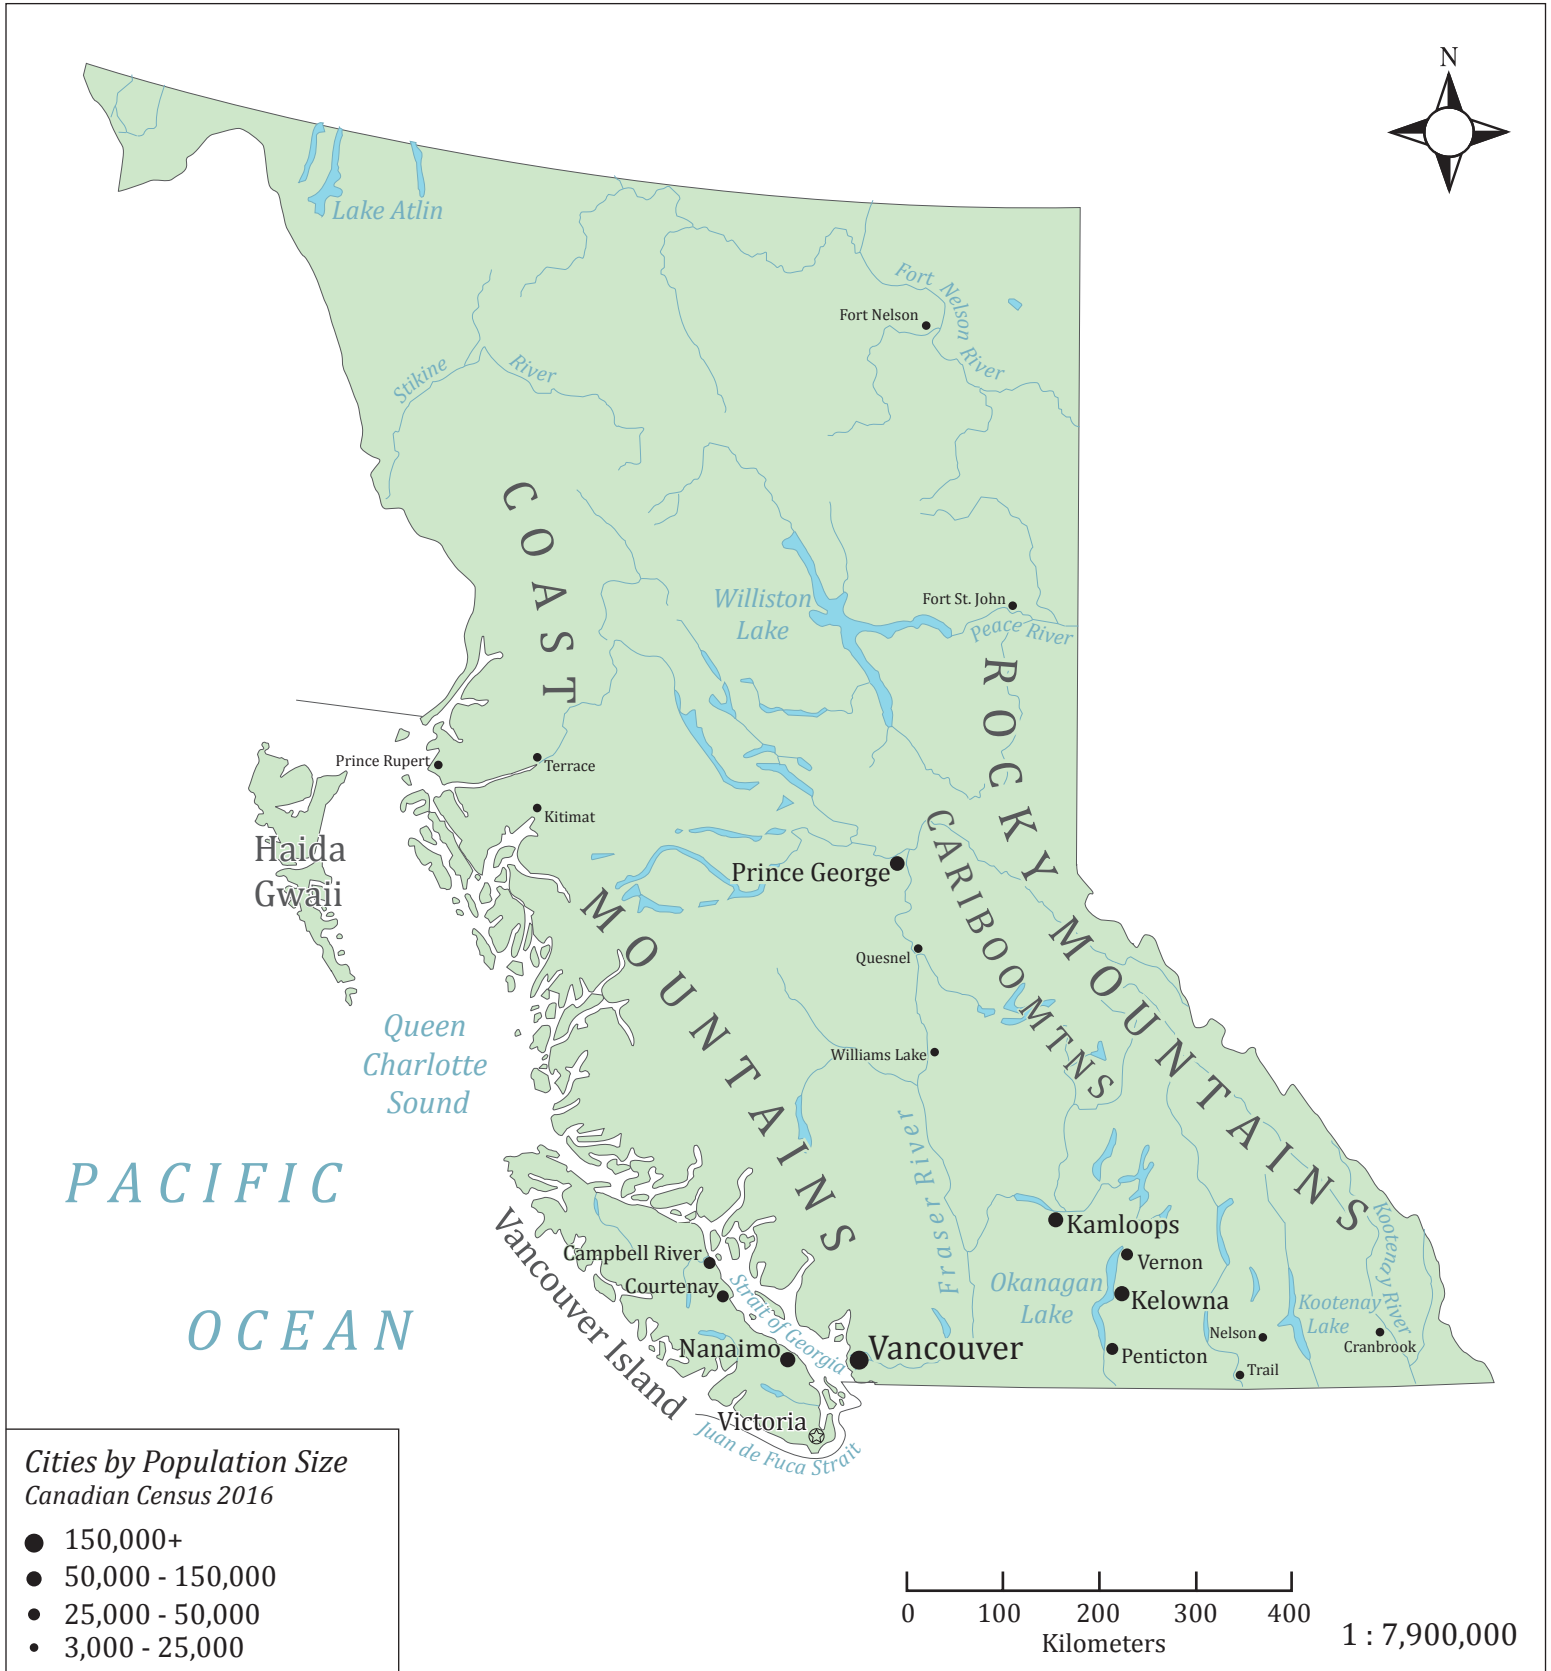 N
Lake Atlin
Fort Nelson River
Fort Nelson
Stikine River
COAST
MOUNTAINS
Williston
Lake
Fort St. John
Peace River
ROCKY MOUNTAINS
Prince Rupert
Terrace
Kitimat
Haida
Gwaii
Prince George
CARIBOO MTNS
Quesnel
Queen
Charlotte
Sound
Williams Lake
Fraser River
PACIFIC
OCEAN
Kamloops
Vernon
Kelowna
Okanagan
Lake
Penticton
Kootenay River
Kootenay
Lake
Nelson
Cranbrook
Trail
Vancouver Island
Campbell River
Courtenay
Strait of Georgia
Nanaimo
Vancouver
Victoria
Juan de Fuca Strait
Cities by Population Size
Canadian Census 2016
150,000+
50,000 - 150,000
25,000 - 50,000
3,000 - 25,000
0 100 200 300 400
Kilometers
1 : 7,900,000